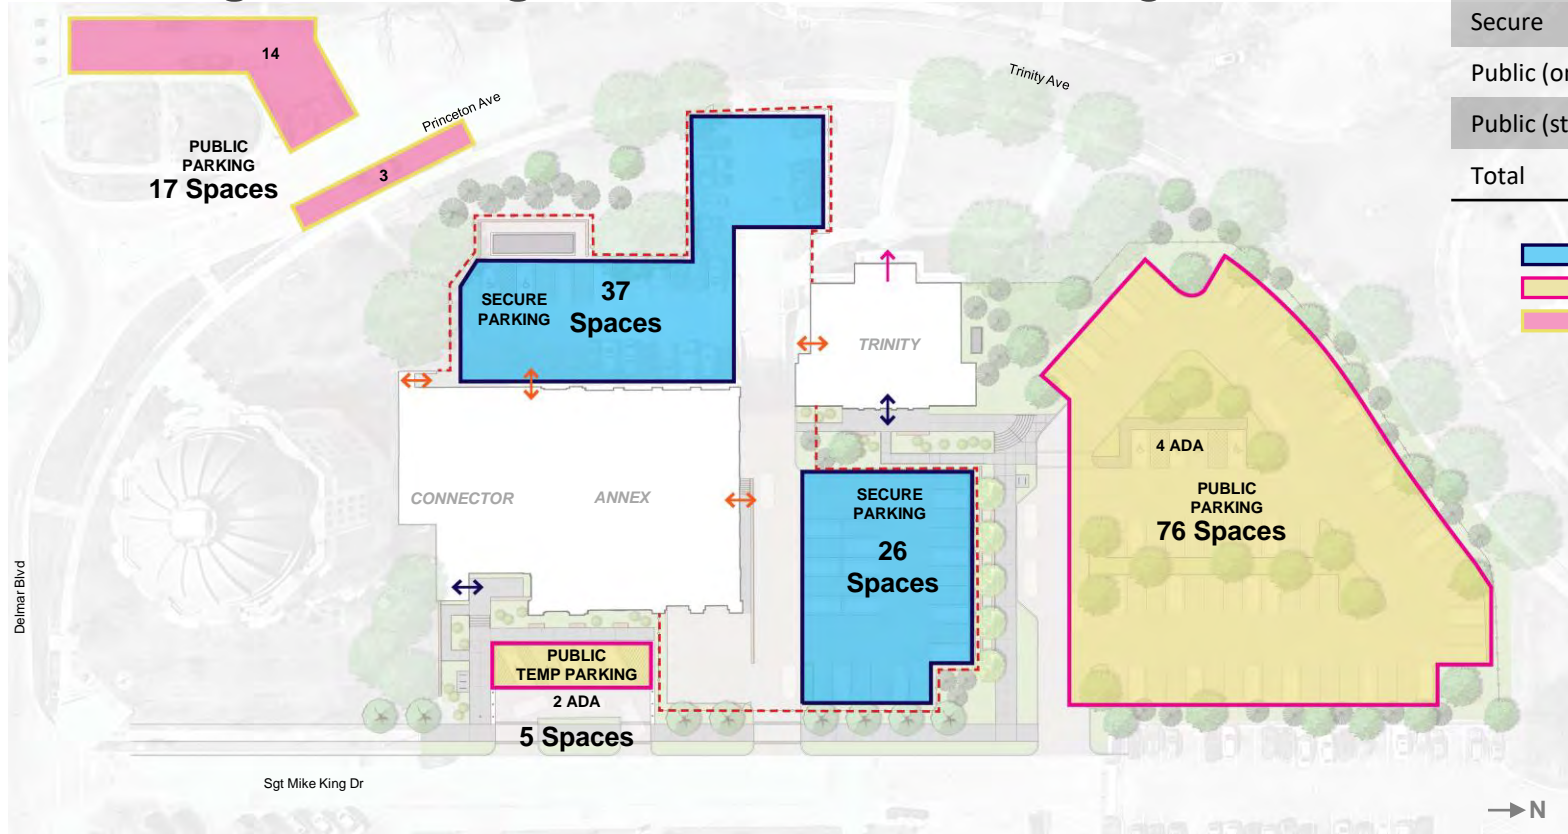 Secure
Public (or
Public (st
Total
14
Trinity Ave
Princeton Ave
PUBLIC
PARKING
17 Spaces
3
SECURE
PARKING
37
Spaces
TRINITY
4 ADA
CONNECTOR
ANNEX
SECURE
PARKING
26
Spaces
PUBLIC
PARKING
76 Spaces
Delmar Blvd
PUBLIC
TEMP PARKING
2 ADA
5 Spaces
Sgt Mike King Dr
N